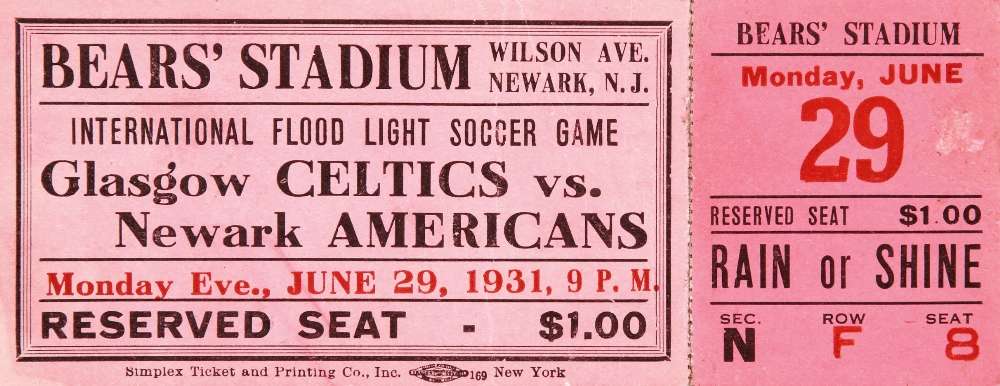 BEARS' STADIUM
WILSON AVE.
NEWARK, N. J.
INTERNATIONAL FLOOD LIGHT SOCCER GAME
Glasgow CELTICS vs.
Newark AMERICANS
Monday Eve., JUNE 29, 1931, 9 P. M.
RESERVED SEAT - $1.00
Simplex Ticket and Printing Co., Inc. 169 New York
BEARS' STADIUM
Monday, JUNE
29
RESERVED SEAT $1.00
RAIN or SHINE
SEC. ROW SEAT
N F 8